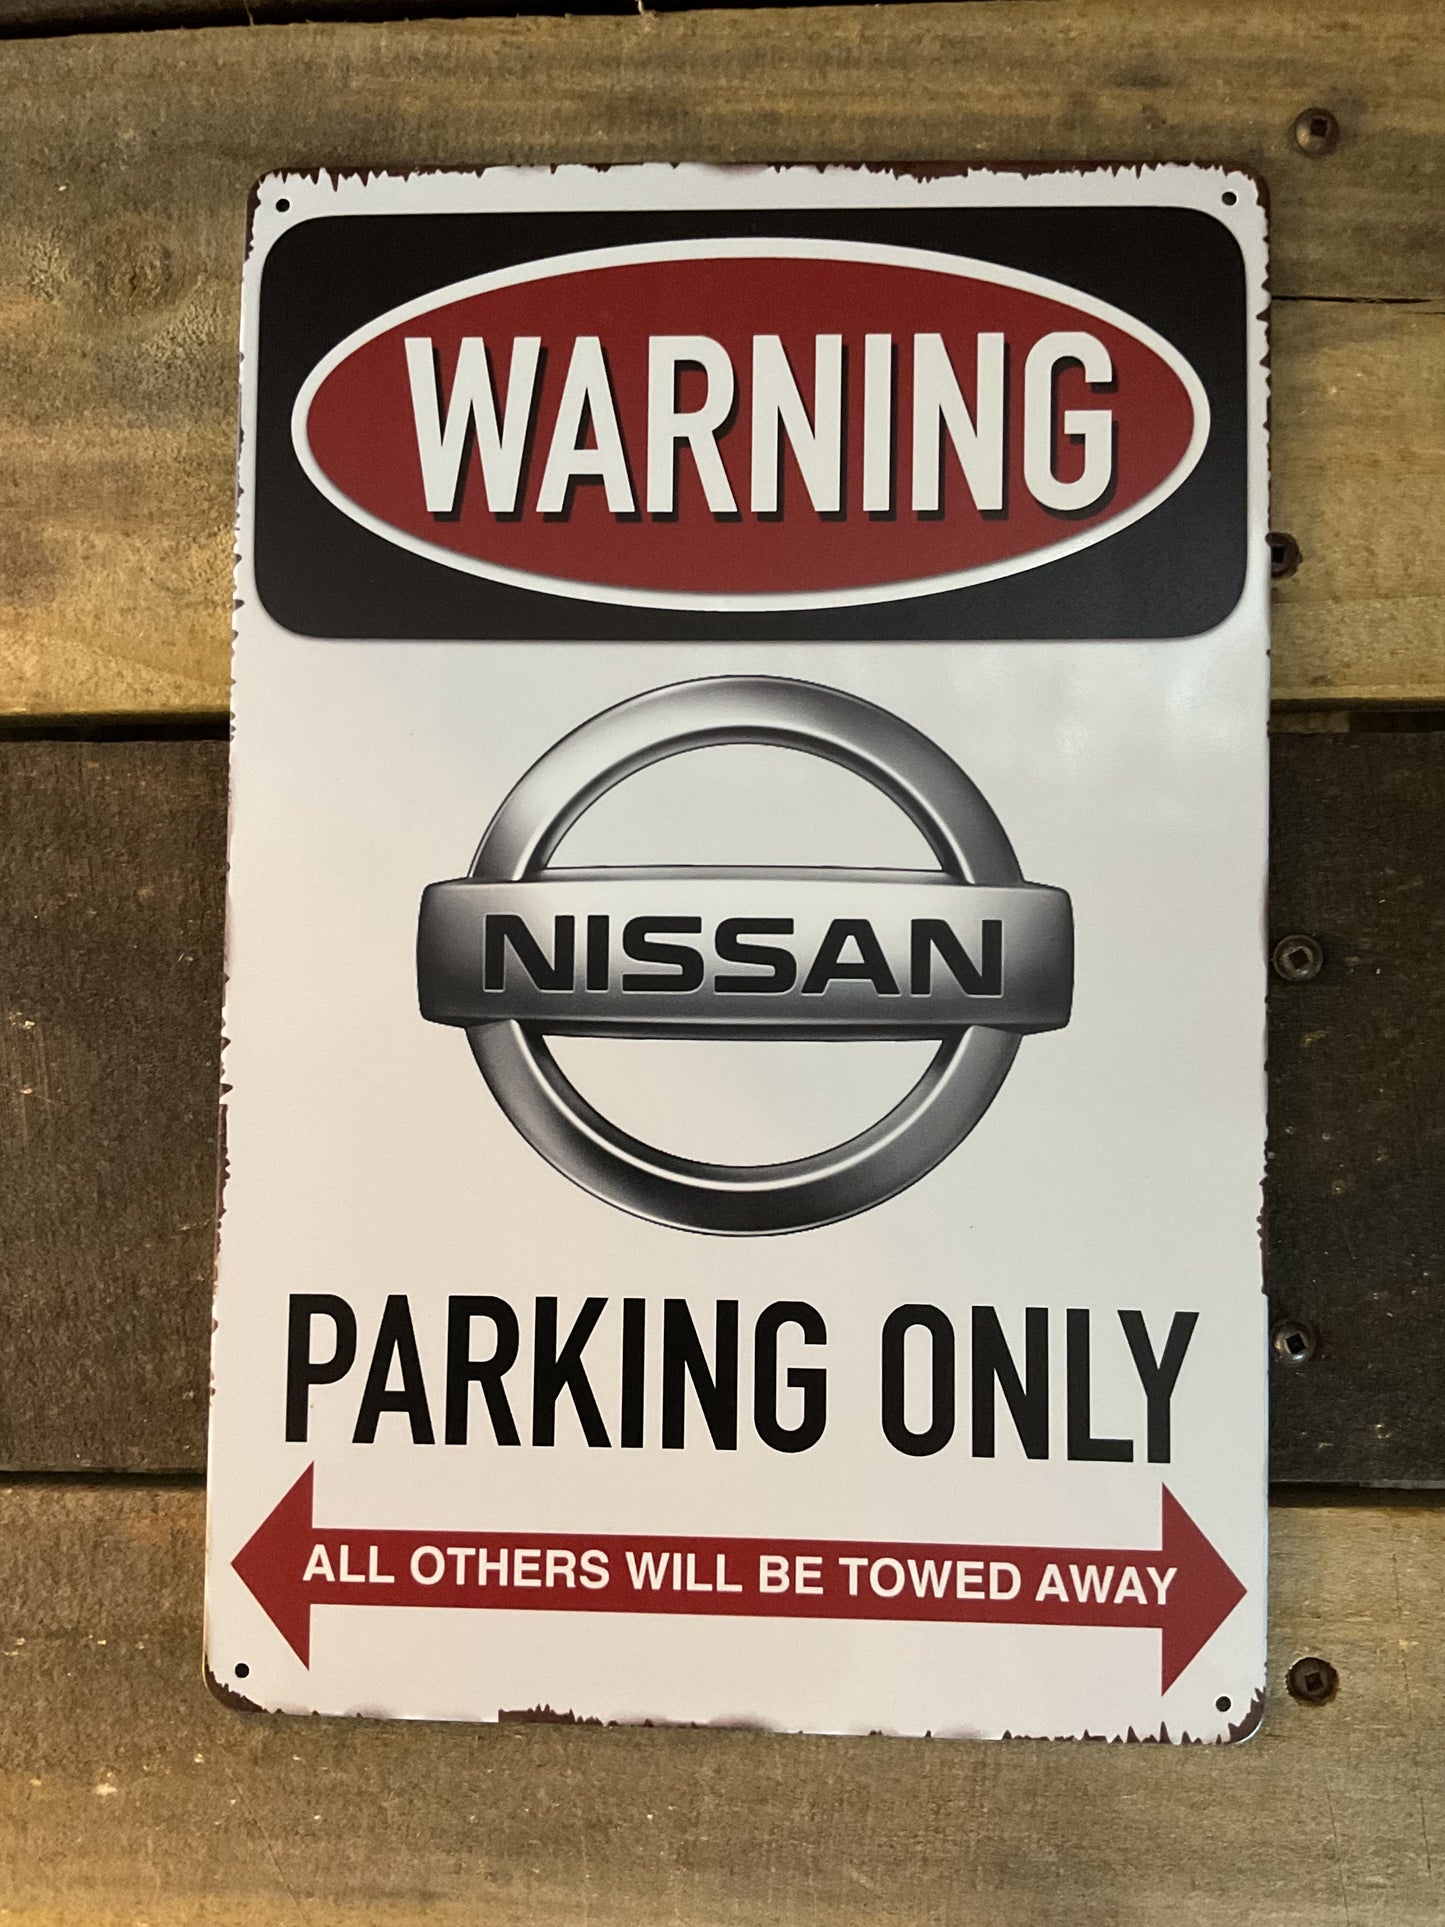 WARNING
NISSAN
PARKING ONLY
ALL OTHERS WILL BE TOWED AWAY